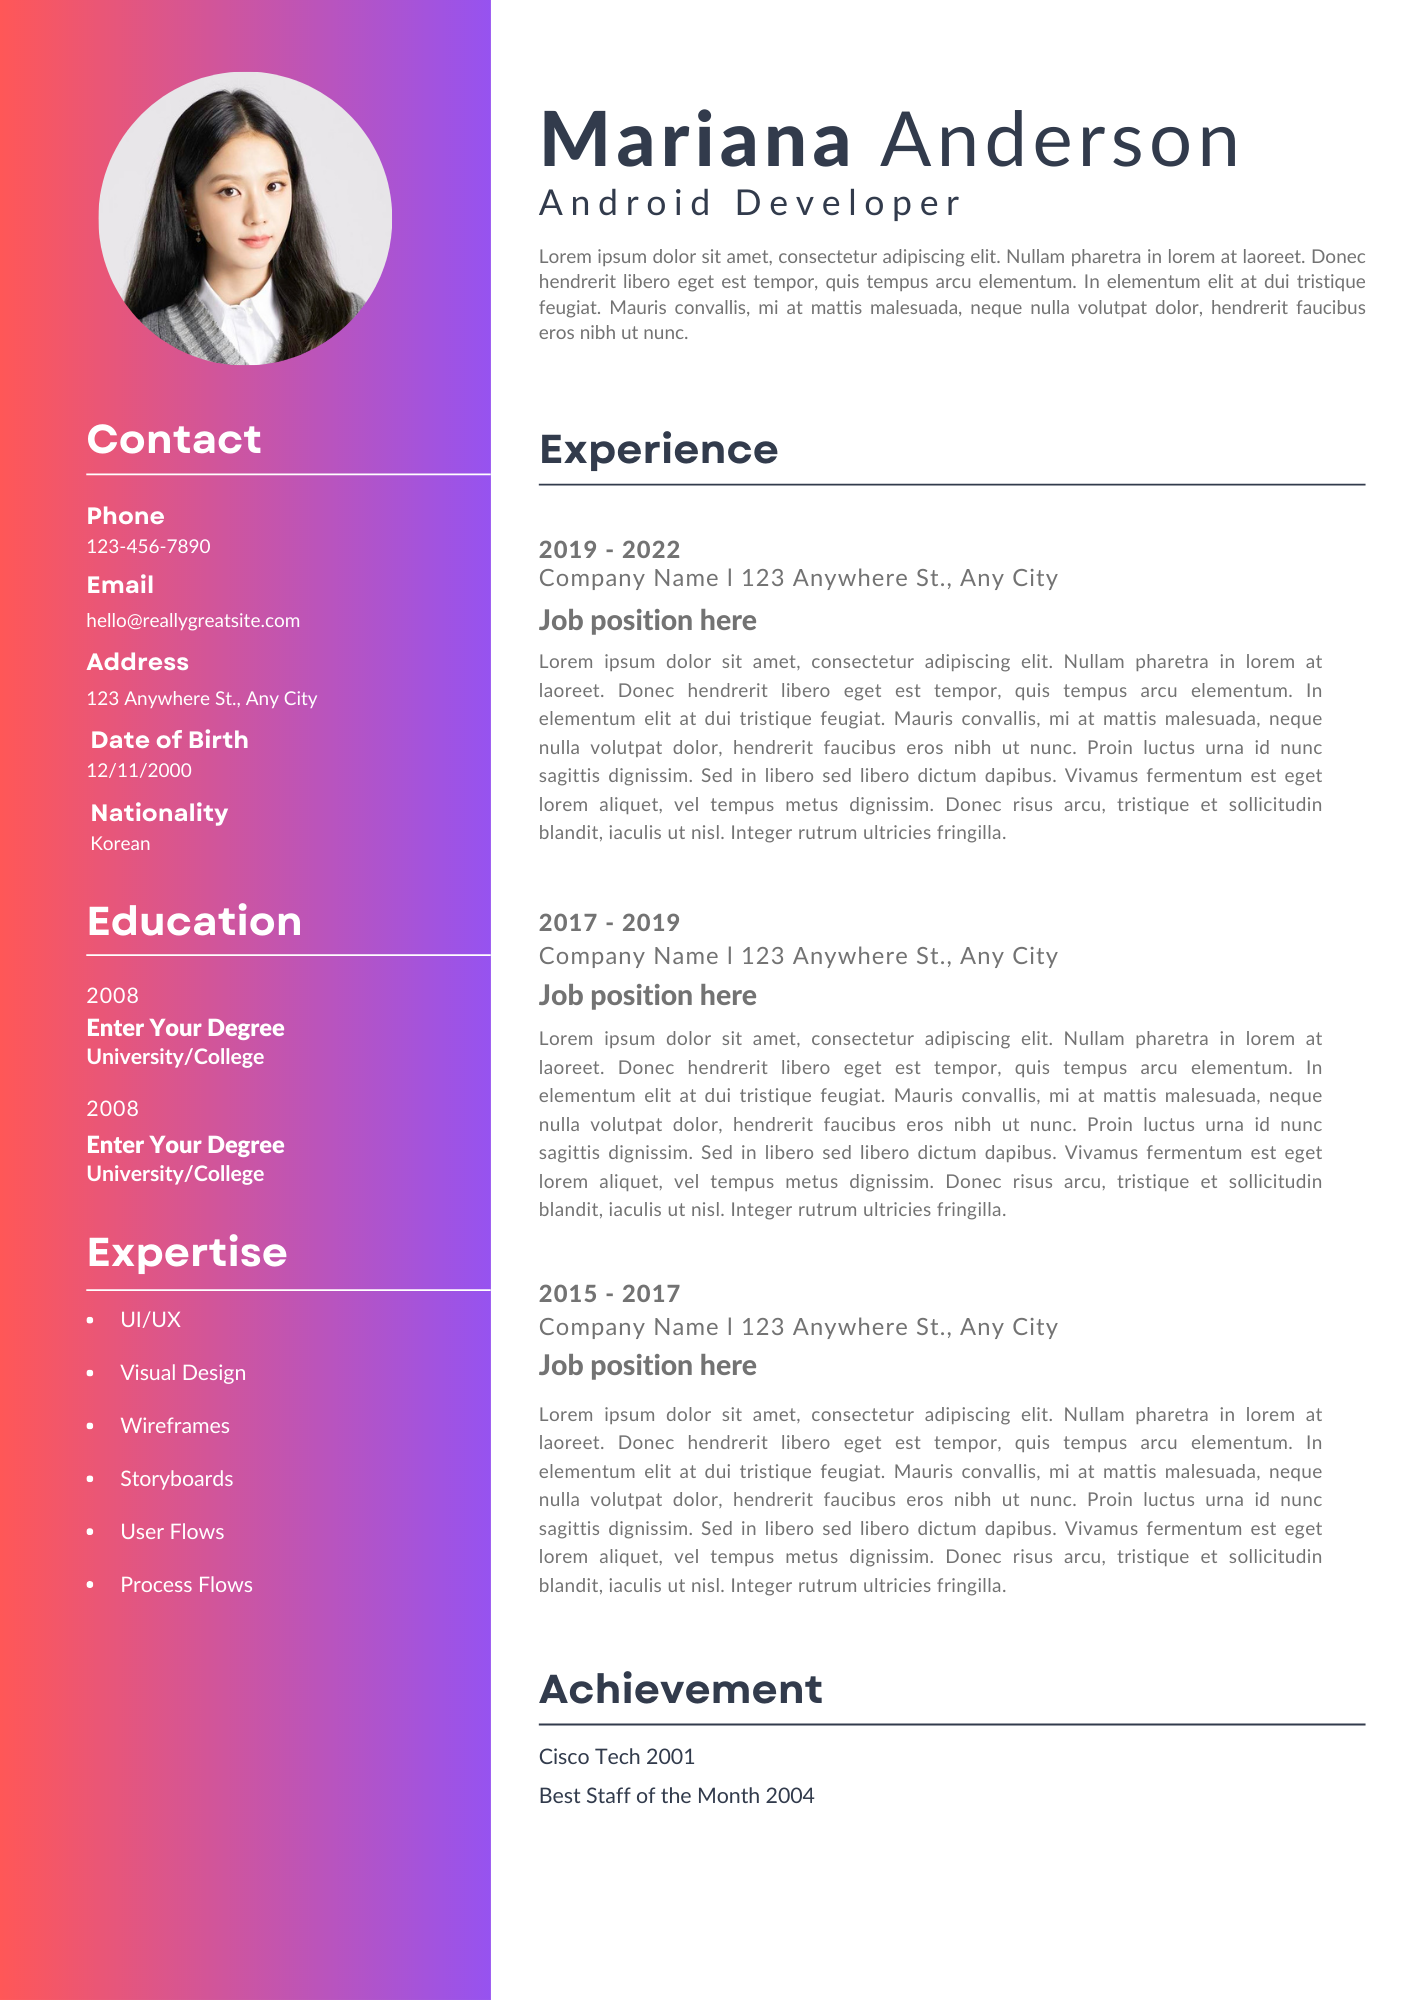 Mariana Anderson
Android Developer
Lorem ipsum dolor sit amet, consectetur adipiscing elit. Nullam pharetra in lorem at laoreet. Donec
hendrerit libero eget est tempor, quis tempus arcu elementum. In elementum elit at dui tristique
feugiat. Mauris convallis, mi at mattis malesuada, neque nulla volutpat dolor, hendrerit faucibus
eros nibh ut nunc.
Contact
Phone
123-456-7890
Email
hello@reallygreatsite.com
Address
123 Anywhere St., Any City
Date of Birth
12/11/2000
Nationality
Korean
Education
2008
Enter Your Degree
University/College
2008
Enter Your Degree
University/College
Expertise
• UI/UX
• Visual Design
• Wireframes
• Storyboards
• User Flows
• Process Flows
Experience
2019 - 2022
Company Name l 123 Anywhere St., Any City
Job position here
Lorem ipsum dolor sit amet, consectetur adipiscing elit. Nullam pharetra in lorem at
laoreet. Donec hendrerit libero eget est tempor, quis tempus arcu elementum. In
elementum elit at dui tristique feugiat. Mauris convallis, mi at mattis malesuada, neque
nulla volutpat dolor, hendrerit faucibus eros nibh ut nunc. Proin luctus urna id nunc
sagittis dignissim. Sed in libero sed libero dictum dapibus. Vivamus fermentum est eget
lorem aliquet, vel tempus metus dignissim. Donec risus arcu, tristique et sollicitudin
blandit, iaculis ut nisl. Integer rutrum ultricies fringilla.
2017 - 2019
Company Name l 123 Anywhere St., Any City
Job position here
Lorem ipsum dolor sit amet, consectetur adipiscing elit. Nullam pharetra in lorem at
laoreet. Donec hendrerit libero eget est tempor, quis tempus arcu elementum. In
elementum elit at dui tristique feugiat. Mauris convallis, mi at mattis malesuada, neque
nulla volutpat dolor, hendrerit faucibus eros nibh ut nunc. Proin luctus urna id nunc
sagittis dignissim. Sed in libero sed libero dictum dapibus. Vivamus fermentum est eget
lorem aliquet, vel tempus metus dignissim. Donec risus arcu, tristique et sollicitudin
blandit, iaculis ut nisl. Integer rutrum ultricies fringilla.
2015 - 2017
Company Name l 123 Anywhere St., Any City
Job position here
Lorem ipsum dolor sit amet, consectetur adipiscing elit. Nullam pharetra in lorem at
laoreet. Donec hendrerit libero eget est tempor, quis tempus arcu elementum. In
elementum elit at dui tristique feugiat. Mauris convallis, mi at mattis malesuada, neque
nulla volutpat dolor, hendrerit faucibus eros nibh ut nunc. Proin luctus urna id nunc
sagittis dignissim. Sed in libero sed libero dictum dapibus. Vivamus fermentum est eget
lorem aliquet, vel tempus metus dignissim. Donec risus arcu, tristique et sollicitudin
blandit, iaculis ut nisl. Integer rutrum ultricies fringilla.
Achievement
Cisco Tech 2001
Best Staff of the Month 2004